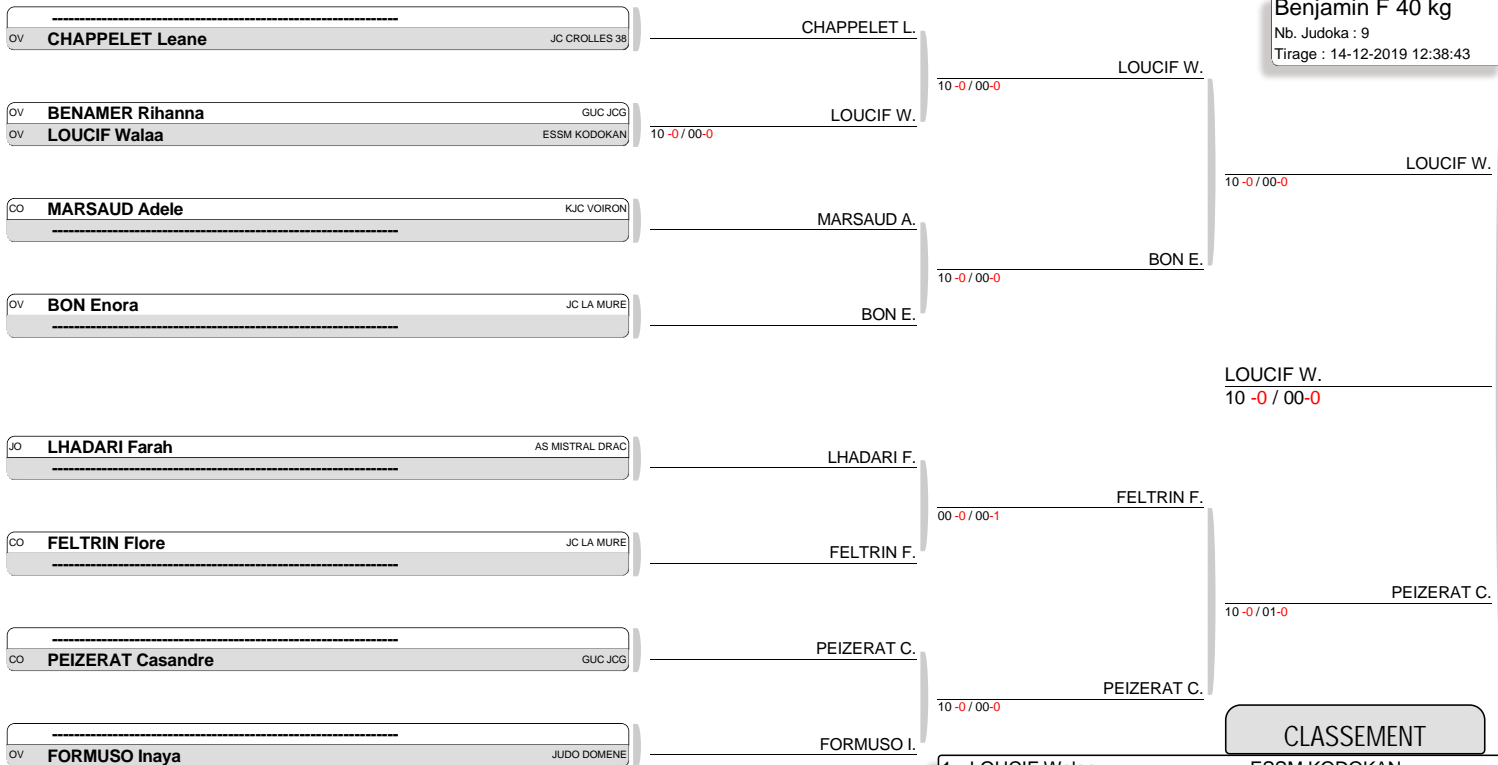 Benjamin F 40 kg
Nb. Judoka : 9
Tirage : 14-12-2019 12:38:43
OV CHAPPELET Leane JC CROLLES 38
OV BENAMER Rihanna GUC JCG
OV LOUCIF Walaa ESSM KODOKAN
CO MARSAUD Adele KJC VOIRON
OV BON Enora JC LA MURE
JO LHADARI Farah AS MISTRAL DRAC
CO FELTRIN Flore JC LA MURE
CO PEIZERAT Casandre GUC JCG
OV FORMUSO Inaya JUDO DOMENE
CHAPPELET L.
LOUCIF W.
10 -0 / 00-0
MARSAUD A.
BON E.
LHADARI F.
FELTRIN F.
PEIZERAT C.
FORMUSO I.
LOUCIF W.
10 -0 / 00-0
BON E.
10 -0 / 00-0
FELTRIN F.
00 -0 / 00-1
PEIZERAT C.
10 -0 / 00-0
LOUCIF W.
10 -0 / 00-0
LOUCIF W.
10 -0 / 00-0
PEIZERAT C.
10 -0 / 01-0
CLASSEMENT
LOUCIF Walaa ESSM KODOKAN